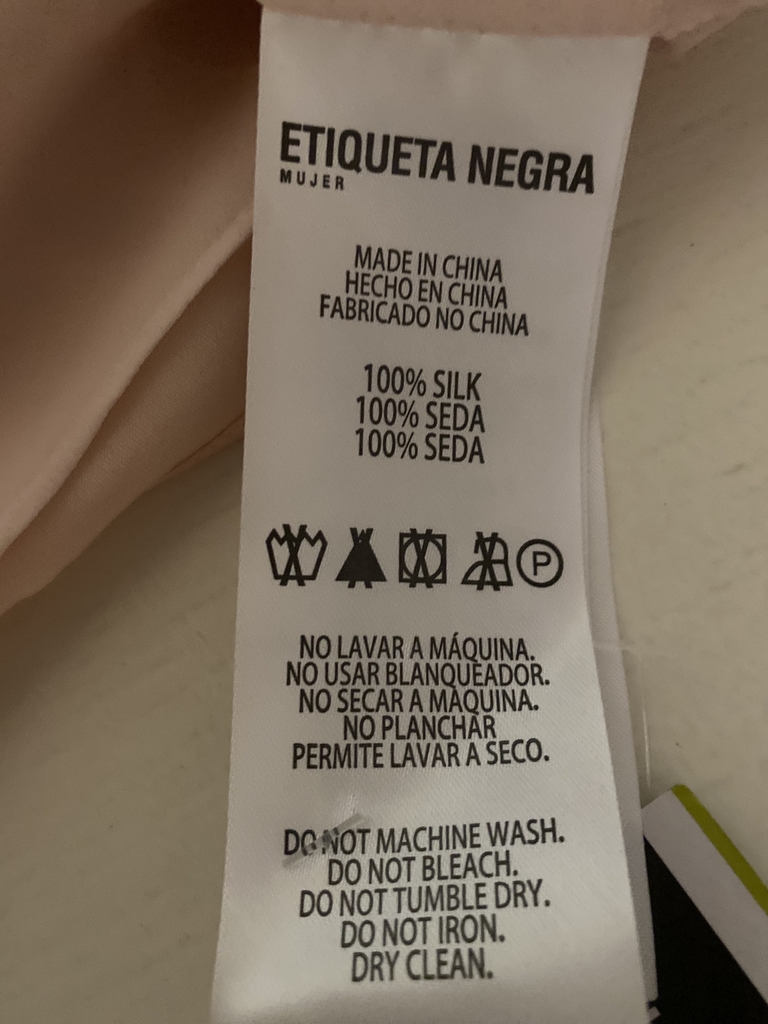 ETIQUETA NEGRA
MUJER
MADE IN CHINA
HECHO EN CHINA
FABRICADO NO CHINA
100% SILK
100% SEDA
100% SEDA
P
NO LAVAR A MÁQUINA.
NO USAR BLANQUEADOR.
NO SECAR A MÁQUINA.
NO PLANCHAR
PERMITE LAVAR A SECO.
DO NOT MACHINE WASH.
DO NOT BLEACH.
DO NOT TUMBLE DRY.
DO NOT IRON.
DRY CLEAN.